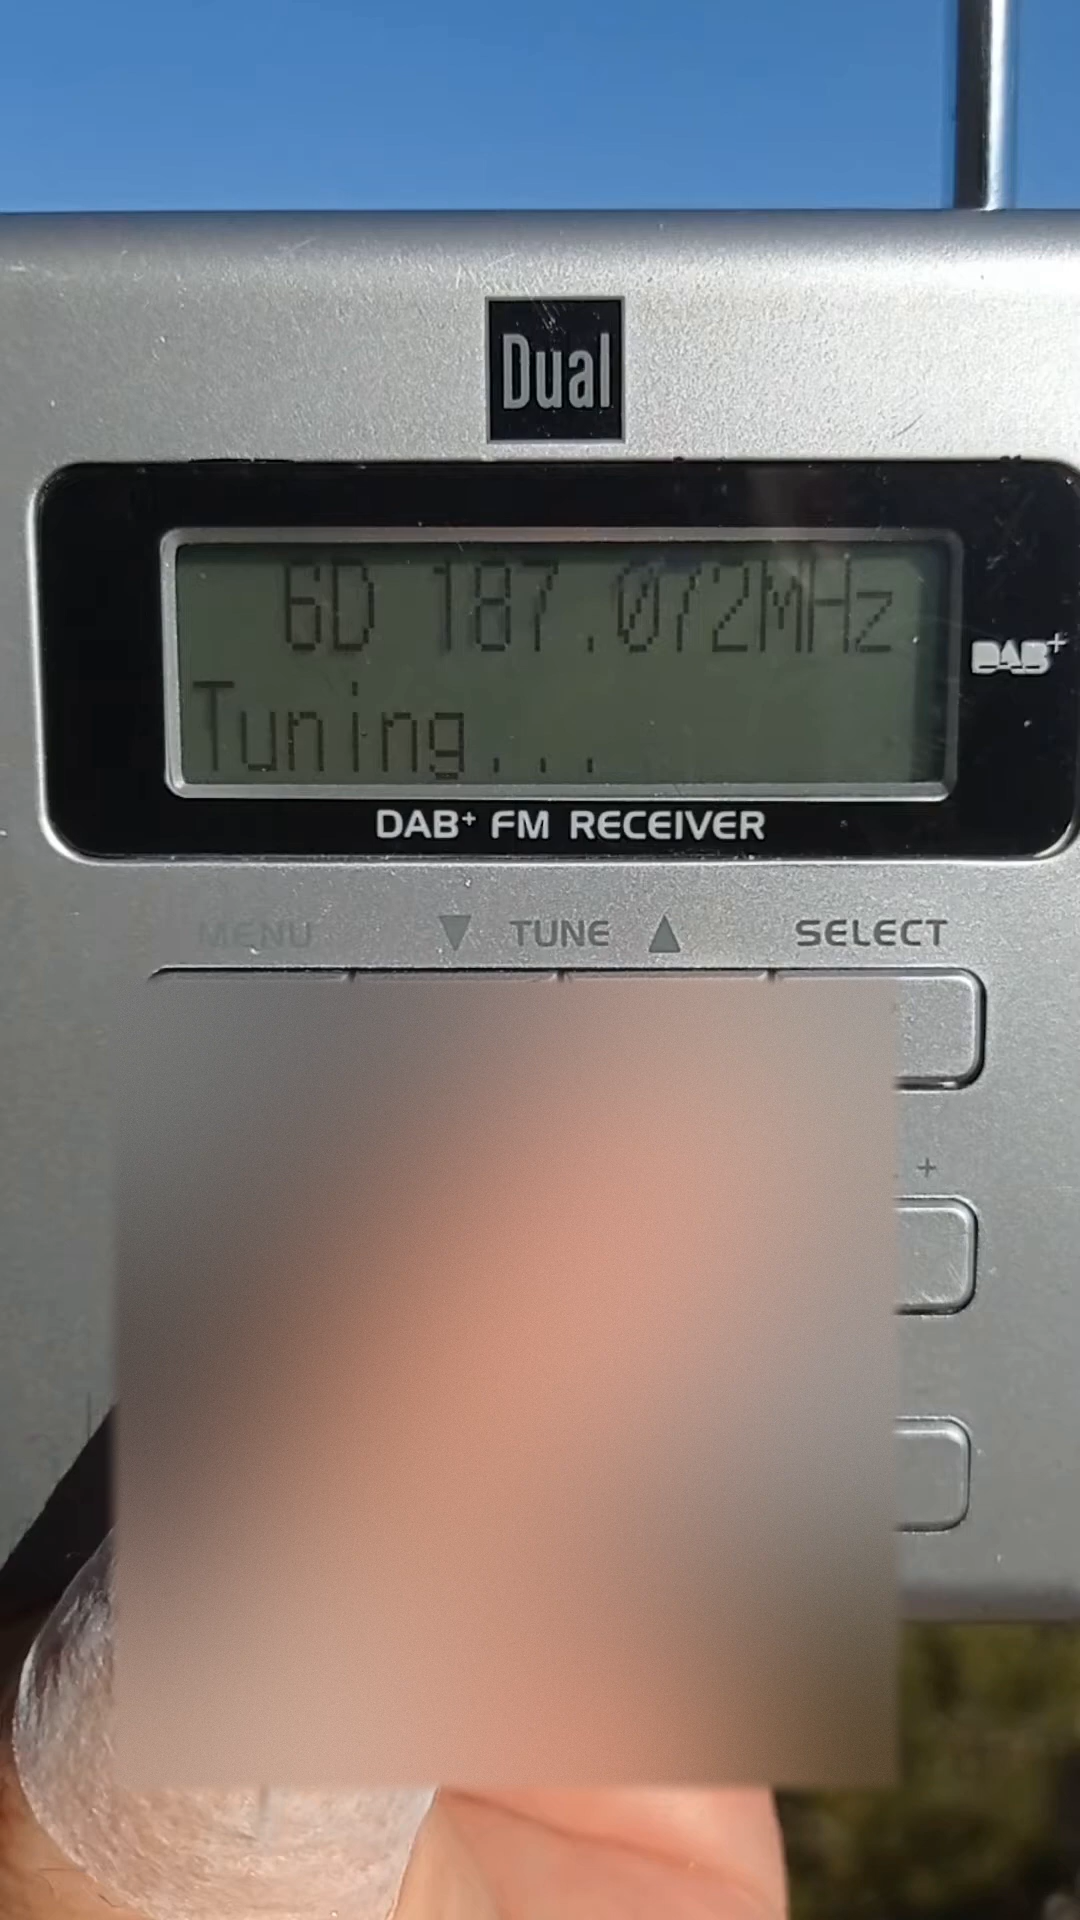 Dual
6D 187.072MHz
Tuning...
DAB+
DAB+ FM RECEIVER
MENU ▼ TUNE ▲ SELECT
+